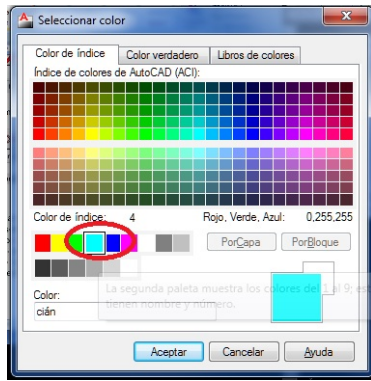 Seleccionar color
Color de índice Color verdadero Libros de colores
Índice de colores de AutoCAD (ACI):
Color de índice: 4 Rojo, Verde, Azul: 0,255,255
PorCapa PorBloque
La segunda paleta muestra los colores del 1 al 9; est
tienen nombre y número.
Color:
cián
Aceptar Cancelar Ayuda